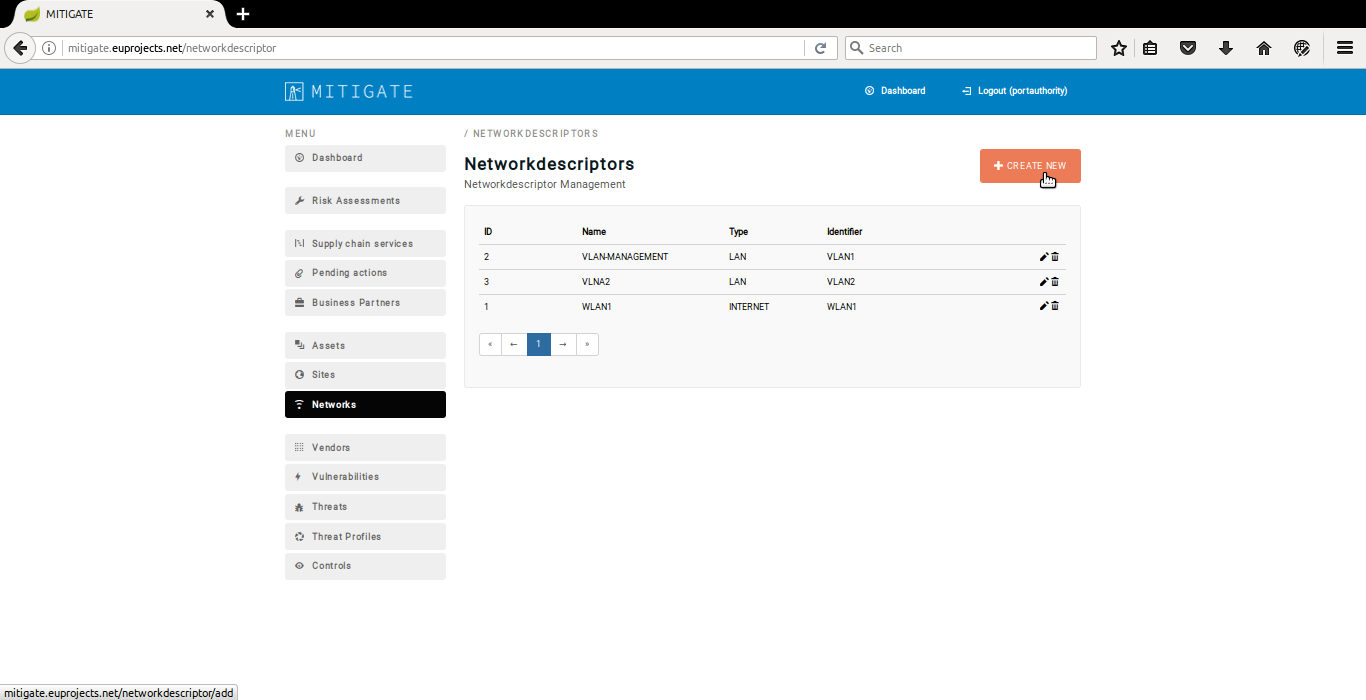 MITIGATE
mitigate.euprojects.net/networkdescriptor
Search
MITIGATE
Dashboard
Logout (portauthority)
MENU
Dashboard
Risk Assessments
Supply chain services
Pending actions
Business Partners
Assets
Sites
Networks
Vendors
Vulnerabilities
Threats
Threat Profiles
Controls
/ NETWORKDESCRIPTORS
Networkdescriptors
Networkdescriptor Management
CREATE NEW
ID Name Type Identifier
2 VLAN-MANAGEMENT LAN VLAN1
3 VLNA2 LAN VLAN2
1 WLAN1 INTERNET WLAN1
« ← 1 → »
mitigate.euprojects.net/networkdescriptor/add